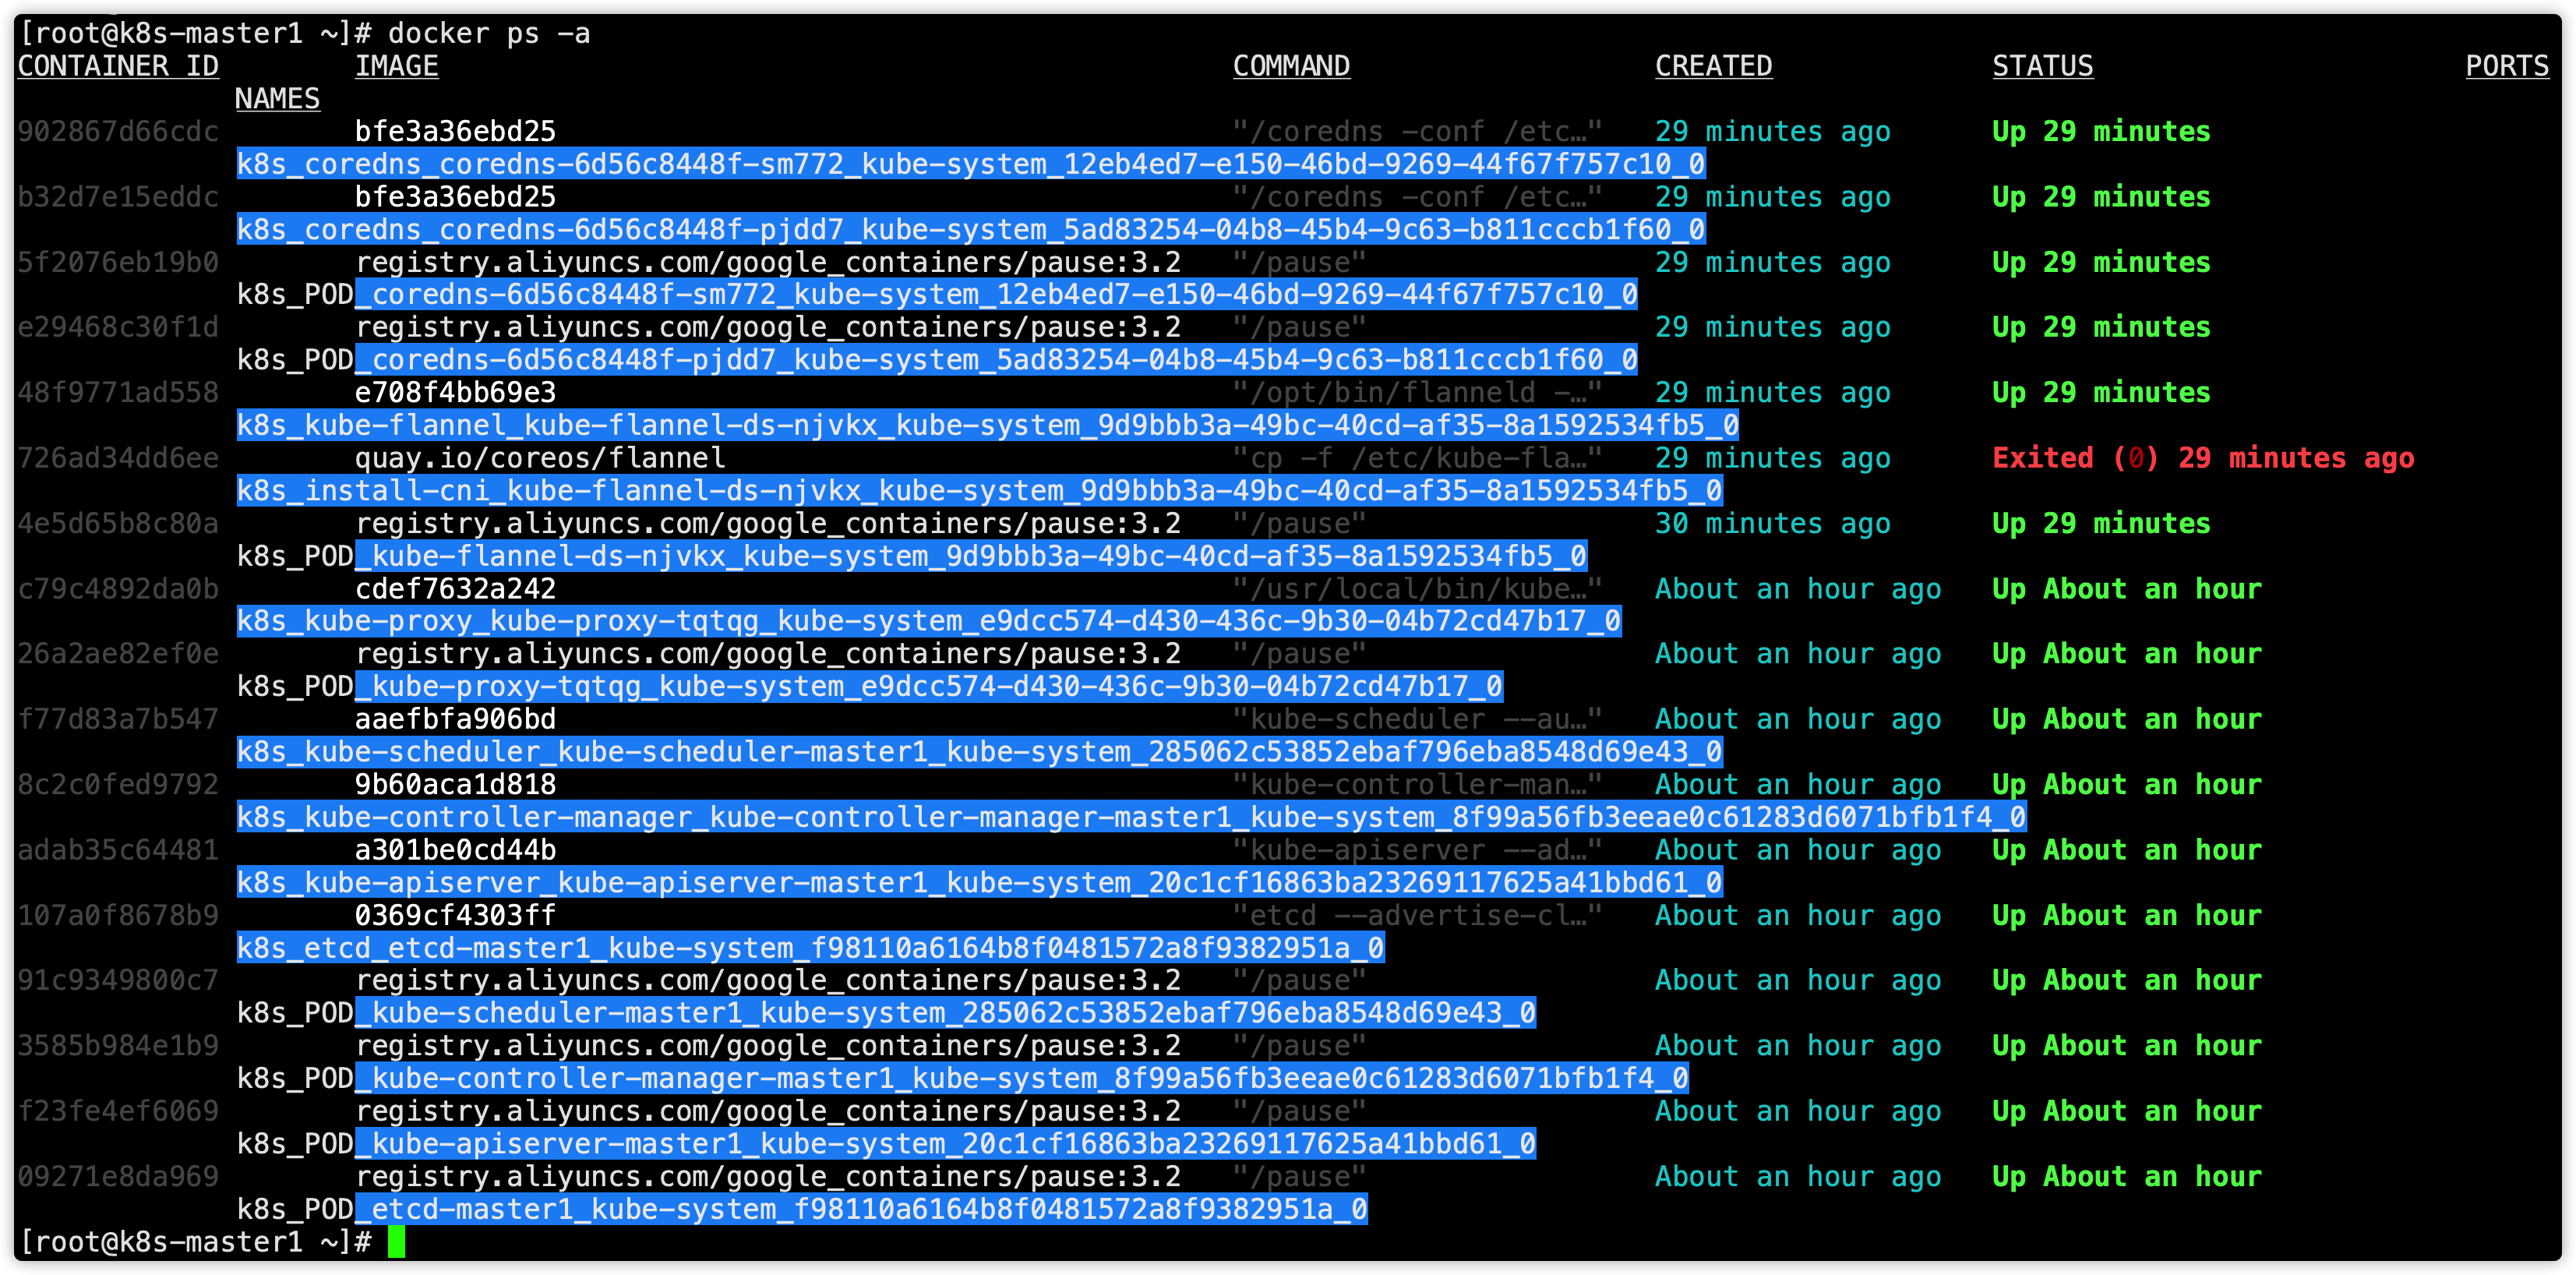 [root@k8s-master1 ~]# docker ps -a
CONTAINER ID IMAGE COMMAND CREATED STATUS PORTS
NAMES
902867d66cdc bfe3a36ebd25 "/coredns -conf /etc…" 29 minutes ago Up 29 minutes
k8s_coredns_coredns-6d56c8448f-sm772_kube-system_12eb4ed7-e150-46bd-9269-44f67f757c10_0
b32d7e15eddc bfe3a36ebd25 "/coredns -conf /etc…" 29 minutes ago Up 29 minutes
k8s_coredns_coredns-6d56c8448f-pjdd7_kube-system_5ad83254-04b8-45b4-9c63-b811cccb1f60_0
5f2076eb19b0 registry.aliyuncs.com/google_containers/pause:3.2 "/pause" 29 minutes ago Up 29 minutes
k8s_POD_coredns-6d56c8448f-sm772_kube-system_12eb4ed7-e150-46bd-9269-44f67f757c10_0
e29468c30f1d registry.aliyuncs.com/google_containers/pause:3.2 "/pause" 29 minutes ago Up 29 minutes
k8s_POD_coredns-6d56c8448f-pjdd7_kube-system_5ad83254-04b8-45b4-9c63-b811cccb1f60_0
48f9771ad558 e708f4bb69e3 "/opt/bin/flanneld -…" 29 minutes ago Up 29 minutes
k8s_kube-flannel_kube-flannel-ds-njvkx_kube-system_9d9bbb3a-49bc-40cd-af35-8a1592534fb5_0
726ad34dd6ee quay.io/coreos/flannel "cp -f /etc/kube-fla…" 29 minutes ago Exited (0) 29 minutes ago
k8s_install-cni_kube-flannel-ds-njvkx_kube-system_9d9bbb3a-49bc-40cd-af35-8a1592534fb5_0
4e5d65b8c80a registry.aliyuncs.com/google_containers/pause:3.2 "/pause" 30 minutes ago Up 29 minutes
k8s_POD_kube-flannel-ds-njvkx_kube-system_9d9bbb3a-49bc-40cd-af35-8a1592534fb5_0
c79c4892da0b cdef7632a242 "/usr/local/bin/kube…" About an hour ago Up About an hour
k8s_kube-proxy_kube-proxy-tqtqg_kube-system_e9dcc574-d430-436c-9b30-04b72cd47b17_0
26a2ae82ef0e registry.aliyuncs.com/google_containers/pause:3.2 "/pause" About an hour ago Up About an hour
k8s_POD_kube-proxy-tqtqg_kube-system_e9dcc574-d430-436c-9b30-04b72cd47b17_0
f77d83a7b547 aaefbfa906bd "kube-scheduler --au…" About an hour ago Up About an hour
k8s_kube-scheduler_kube-scheduler-master1_kube-system_285062c53852ebaf796eba8548d69e43_0
8c2c0fed9792 9b60aca1d818 "kube-controller-man…" About an hour ago Up About an hour
k8s_kube-controller-manager_kube-controller-manager-master1_kube-system_8f99a56fb3eeae0c61283d6071bfb1f4_0
adab35c64481 a301be0cd44b "kube-apiserver --ad…" About an hour ago Up About an hour
k8s_kube-apiserver_kube-apiserver-master1_kube-system_20c1cf16863ba23269117625a41bbd61_0
107a0f8678b9 0369cf4303ff "etcd --advertise-cl…" About an hour ago Up About an hour
k8s_etcd_etcd-master1_kube-system_f98110a6164b8f0481572a8f9382951a_0
91c9349800c7 registry.aliyuncs.com/google_containers/pause:3.2 "/pause" About an hour ago Up About an hour
k8s_POD_kube-scheduler-master1_kube-system_285062c53852ebaf796eba8548d69e43_0
3585b984e1b9 registry.aliyuncs.com/google_containers/pause:3.2 "/pause" About an hour ago Up About an hour
k8s_POD_kube-controller-manager-master1_kube-system_8f99a56fb3eeae0c61283d6071bfb1f4_0
f23fe4ef6069 registry.aliyuncs.com/google_containers/pause:3.2 "/pause" About an hour ago Up About an hour
k8s_POD_kube-apiserver-master1_kube-system_20c1cf16863ba23269117625a41bbd61_0
09271e8da969 registry.aliyuncs.com/google_containers/pause:3.2 "/pause" About an hour ago Up About an hour
k8s_POD_etcd-master1_kube-system_f98110a6164b8f0481572a8f9382951a_0
[root@k8s-master1 ~]#